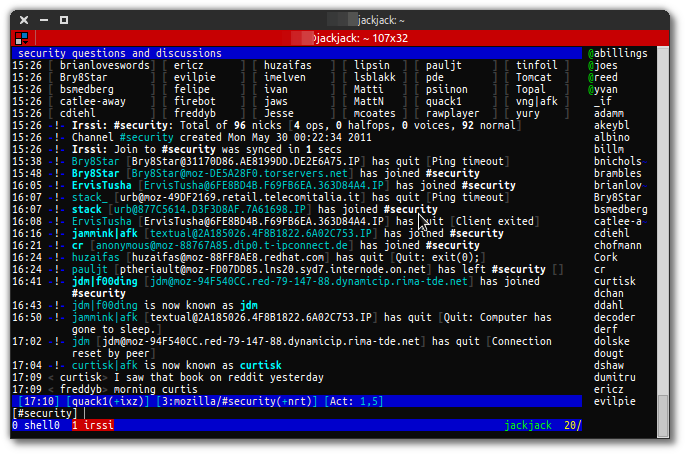 jackjack: ~
@jackjack: ~ 107x32
security questions and discussions
15:26 [ brianloveswords] [ ericz ] [ huzaifas ] [ lipsin ] [ pauljt ] [ tinfoil ]
15:26 [ Bry8Star ] [ evilpie ] [ imelven ] [ lsblakk ] [ pde ] [ Tomcat ]
15:26 [ bsmedberg ] [ felipe ] [ ivan ] [ Matti ] [ psiinon ] [ Topal ]
15:26 [ catlee-away ] [ firebot ] [ jaws ] [ MattN ] [ quack1 ] [ vng|afk ]
15:26 [ cdiehl ] [ freddyb ] [ Jesse ] [ mcoates ] [ rawplayer ] [ yury ]
15:26 -!- Irssi: #security: Total of 96 nicks [4 ops, 0 halfops, 0 voices, 92 normal]
15:26 -!- Channel #security created Mon May 30 00:22:34 2011
15:26 -!- Irssi: Join to #security was synced in 1 secs
15:38 -!- Bry8Star [Bry8Star@31170D86.AE8199DD.DE2E6A75.IP] has quit [Ping timeout]
15:48 -!- Bry8Star [Bry8Star@moz-DE5A28F0.torservers.net] has joined #security
16:05 -!- ErvisTusha [ErvisTusha@6FE8BD4B.F69FB6EA.363D84A4.IP] has joined #security
16:07 -!- stack_ [urb@moz-49DF2169.retail.telecomitalia.it] has quit [Ping timeout]
16:07 -!- stack [urb@877C5614.D3F3D8AF.7A61698.IP] has joined #security
16:08 -!- ErvisTusha [ErvisTusha@6FE8BD4B.F69FB6EA.363D84A4.IP] has quit [Client exited]
16:16 -!- jammink|afk [textual@2A185026.4F8B1822.6A02C753.IP] has joined #security
16:21 -!- cr [anonymous@moz-88767A85.dip0.t-ipconnect.de] has joined #security
16:24 -!- huzaifas [huzaifas@moz-88FF8AE8.redhat.com] has quit [Quit: exit(0);]
16:24 -!- pauljt [ptheriault@moz-FD07DD85.lns20.syd7.internode.on.net] has left #security []
16:41 -!- jdm|f00ding [jdm@moz-94F540CC.red-79-147-88.dynamicip.rima-tde.net] has joined
#security
16:43 -!- jdm|f00ding is now known as jdm
16:50 -!- jammink|afk [textual@2A185026.4F8B1822.6A02C753.IP] has quit [Quit: Computer has
gone to sleep.]
17:02 -!- jdm [jdm@moz-94F540CC.red-79-147-88.dynamicip.rima-tde.net] has quit [Connection
reset by peer]
17:04 -!- curtisk|afk is now known as curtisk
17:09 < curtisk> I saw that book on reddit yesterday
17:09 < freddyb> morning curtis
[17:10] [quack1(+ixz)] [3:mozilla/#security(+nrt)] [Act: 1,5]
[#security]
0 shell0 1 irssi jackjack 20/
@abillings
@joes
@reed
@yvan
_if
adamm
akeybl
albino
billm
bnichols
brambles
brianlov
Bry8Star
bsmedberg
catlee-a
cdiehl
chofmann
Cork
cr
curtisk
dchan
ddahl
decoder
derf
dolske
dougt
dshaw
dumitru
ericz
evilpie